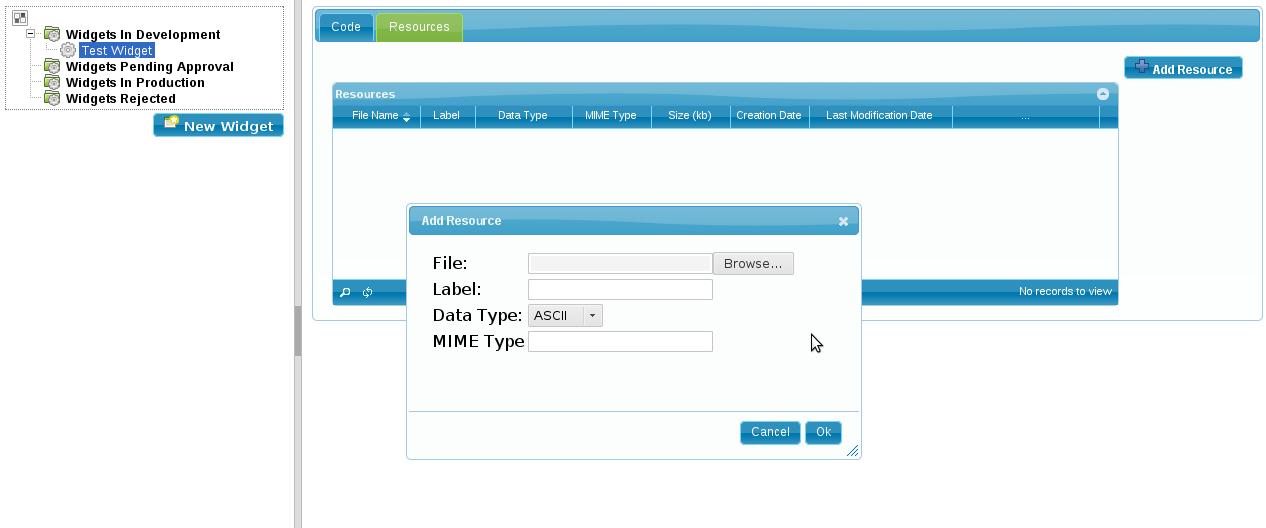 Widgets In Development
Test Widget
Widgets Pending Approval
Widgets In Production
Widgets Rejected
New Widget
Code Resources
Add Resource
Resources
File Name Label Data Type MIME Type Size (kb) Creation Date Last Modification Date ...
Add Resource
File: Browse...
Label:
Data Type: ASCII
MIME Type
Cancel Ok
No records to view